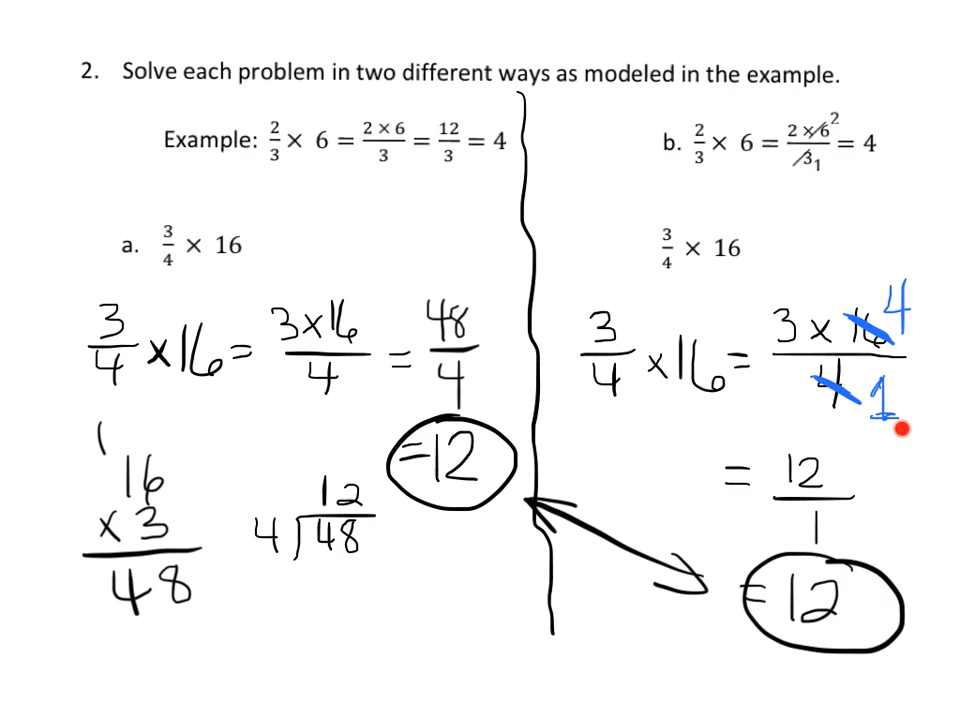 2. Solve each problem in two different ways as modeled in the example.
Example: 2/3 × 6 = 2 × 6/3 = 12/3 = 4
a. 3/4 × 16
3/4 × 16 = 3 × 16/4 = 48/4
= 12
1
16
× 3
48
12
4 ) 48
b. 2/3 × 6 = 2 × 6 2/3 1 = 4
3/4 × 16
3/4 × 16 = 3 × 16 4/4 1
= 12/1
= 12